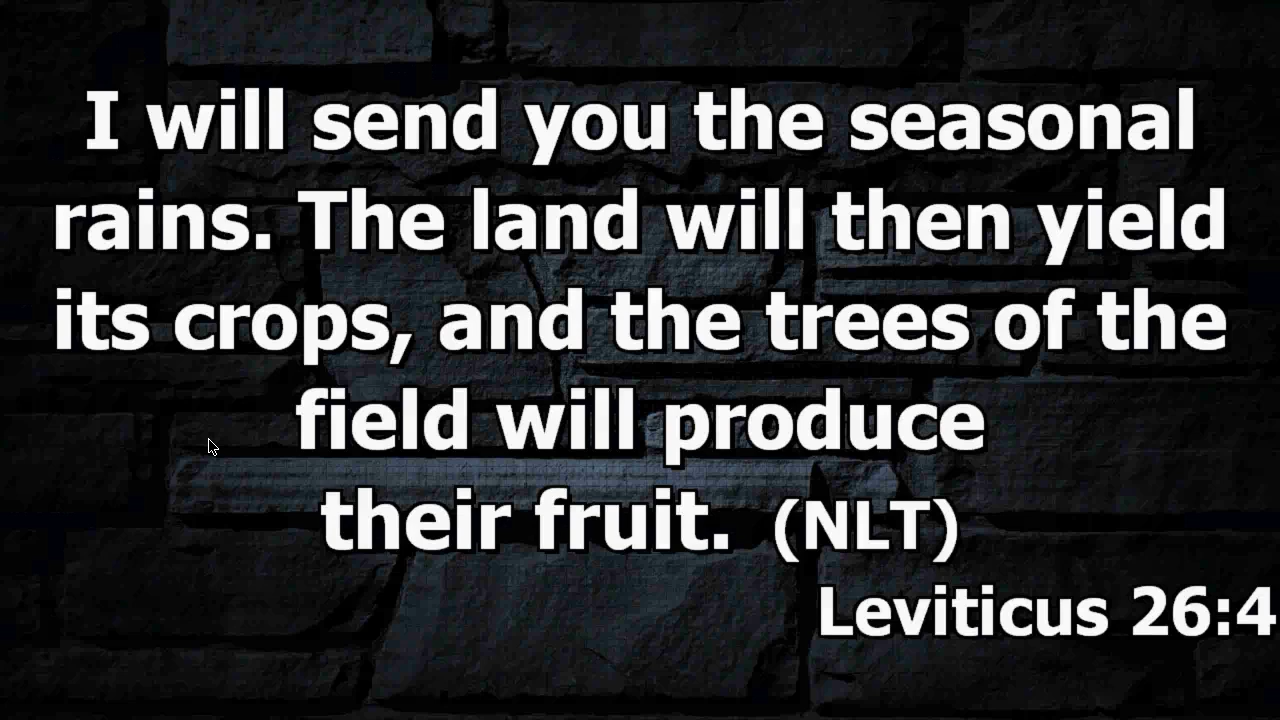 I will send you the seasonal
rains. The land will then yield
its crops, and the trees of the
field will produce
their fruit. (NLT)
Leviticus 26:4